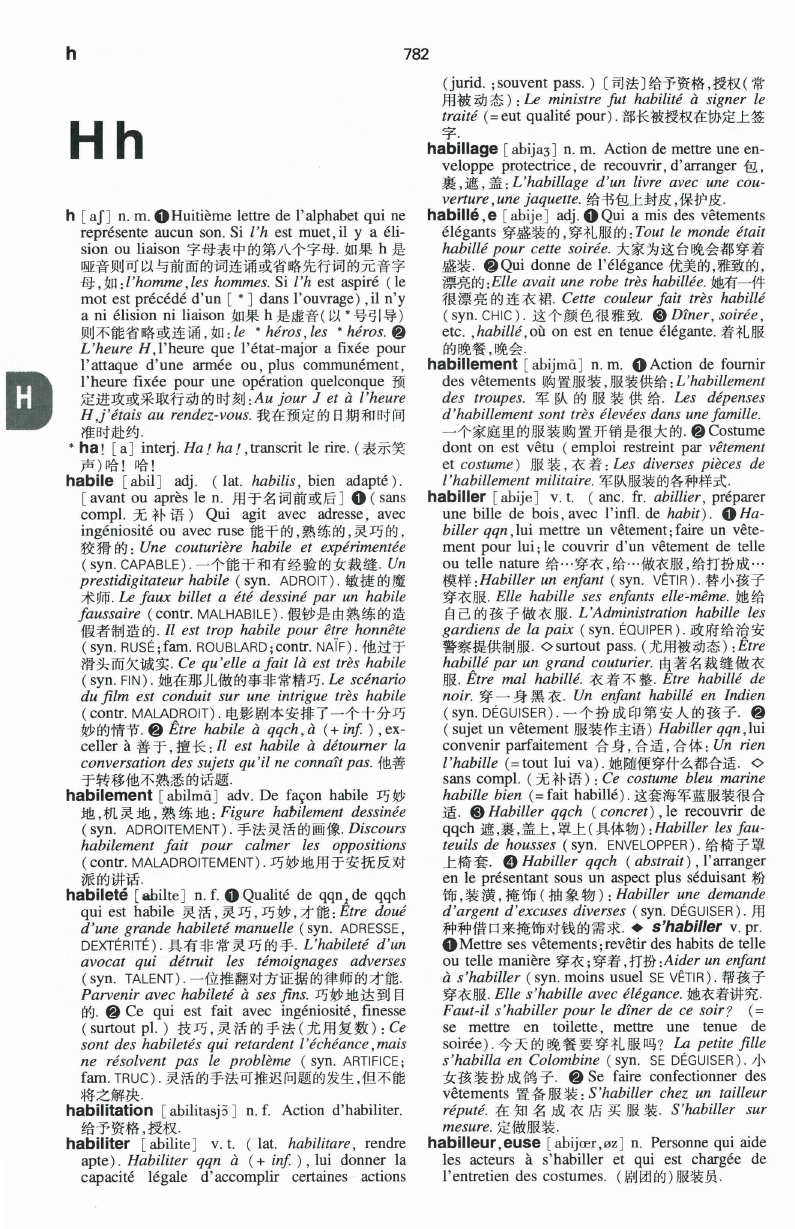 h
782
H h
h [aʃ] n. m. ❶Huitième lettre de l'alphabet qui ne
représente aucun son. Si l'h est muet,il y a éli-
sion ou liaison 字母表中的第八个字母. 如果 h 是
哑音则可以与前面的词连诵或省略先行词的元音字
母,如:l'homme,les hommes. Si l'h est aspiré (le
mot est précédé d'un [ * ] dans l'ouvrage) ,il n'y
a ni élision ni liaison 如果 h 是虚音(以 * 号引导)
则不能省略或连诵,如:le * héros,les * héros. ❷
L'heure H,l'heure que l'état-major a fixée pour
l'attaque d'une armée ou, plus communément,
l'heure fixée pour une opération quelconque 预
定进攻或采取行动的时刻:Au jour J et à l'heure
H,j'étais au rendez-vous. 我在预定的日期和时间
准时赴约.
* ha! [a] interj. Ha! ha!,transcrit le rire. (表示笑
声)哈! 哈!
habile [abil] adj. (lat. habilis, bien adapté).
[avant ou après le n. 用于名词前或后] ❶ (sans
compl. 无补语) Qui agit avec adresse, avec
ingéniosité ou avec ruse 能干的,熟练的,灵巧的,
狡猾的: Une couturière habile et expérimentée
(syn. CAPABLE). 一个能干和有经验的女裁缝. Un
prestidigitateur habile (syn. ADROIT). 敏捷的魔
术师. Le faux billet a été dessiné par un habile
faussaire (contr. MALHABILE). 假钞是由熟练的造
假者制造的. Il est trop habile pour être honnête
(syn. RUSÉ;fam. ROUBLARD;contr. NAÏF). 他过于
滑头而欠诚实. Ce qu'elle a fait là est très habile
(syn. FIN). 她在那儿做的事非常精巧. Le scénario
du film est conduit sur une intrigue très habile
(contr. MALADROIT). 电影剧本安排了一个十分巧
妙的情节. ❷ Être habile à qqch,à (+ inf. ) ,ex-
celler à 善于,擅长:Il est habile à détourner la
conversation des sujets qu'il ne connaît pas. 他善
于转移他不熟悉的话题.
habilement [abilmɑ̃] adv. De façon habile 巧妙
地,机灵地,熟练地:Figure habilement dessinée
(syn. ADROITEMENT). 手法灵活的画像. Discours
habilement fait pour calmer les oppositions
(contr. MALADROITEMENT). 巧妙地用于安抚反对
派的讲话.
habileté [abilte] n. f. ❶ Qualité de qqn,de qqch
qui est habile 灵活,灵巧,巧妙,才能:Être doué
d'une grande habileté manuelle (syn. ADRESSE,
DEXTÉRITÉ). 具有非常灵巧的手. L'habileté d'un
avocat qui détruit les témoignages adverses
(syn. TALENT). 一位推翻对方证据的律师的才能.
Parvenir avec habileté à ses fins. 巧妙地达到目
的. ❷ Ce qui est fait avec ingéniosité, finesse
(surtout pl. ) 技巧,灵活的手法(尤用复数):Ce
sont des habiletés qui retardent l'échéance,mais
ne résolvent pas le problème (syn. ARTIFICE;
fam. TRUC). 灵活的手法可推迟问题的发生,但不能
将之解决.
habilitation [abilitasjɔ̃] n. f. Action d'habiliter.
给予资格,授权.
habiliter [abilite] v. t. (lat. habilitare, rendre
apte). Habiliter qqn à (+ inf. ), lui donner la
capacité légale d'accomplir certaines actions
(jurid. ;souvent pass. ) 〔司法〕给予资格,授权(常
用被动态):Le ministre fut habilité à signer le
traité (= eut qualité pour). 部长被授权在协定上签
字.
habillage [abijaʒ] n. m. Action de mettre une en-
veloppe protectrice,de recouvrir,d'arranger 包,
裹,遮,盖:L'habillage d'un livre avec une cou-
verture,une jaquette. 给书包上封皮,保护皮.
habillé,e [abije] adj. ❶Qui a mis des vêtements
élégants 穿盛装的,穿礼服的:Tout le monde était
habillé pour cette soirée. 大家为这台晚会都穿着
盛装. ❷Qui donne de l'élégance 优美的,雅致的,
漂亮的:Elle avait une robe très habillée. 她有一件
很漂亮的连衣裙. Cette couleur fait très habillé
(syn. CHIC). 这个颜色很雅致. ❸ Dîner, soirée,
etc. ,habillé,où on est en tenue élégante. 着礼服
的晚餐,晚会.
habillement [abijmɑ̃] n. m. ❶Action de fournir
des vêtements 购置服装,服装供给:L'habillement
des troupes. 军队的服装供给. Les dépenses
d'habillement sont très élevées dans une famille.
一个家庭里的服装购置开销是很大的. ❷Costume
dont on est vêtu (emploi restreint par vêtement
et costume) 服装,衣着:Les diverses pièces de
l'habillement militaire. 军队服装的各种样式.
habiller [abije] v. t. (anc. fr. abillier, préparer
une bille de bois,avec l'infl. de habit). ❶Ha-
biller qqn,lui mettre un vêtement;faire un vête-
ment pour lui;le couvrir d'un vêtement de telle
ou telle nature 给…穿衣,给…做衣服,给打扮成…
模样:Habiller un enfant (syn. VÊTIR). 替小孩子
穿衣服. Elle habille ses enfants elle-même. 她给
自己的孩子做衣服. L'Administration habille les
gardiens de la paix (syn. ÉQUIPER). 政府给治安
警察提供制服. ◇surtout pass. (尤用被动态):Être
habillé par un grand couturier. 由著名裁缝做衣
服. Être mal habillé. 衣着不整. Être habillé de
noir. 穿一身黑衣. Un enfant habillé en Indien
(syn. DÉGUISER). 一个扮成印第安人的孩子. ❷
(sujet un vêtement 服装作主语) Habiller qqn,lui
convenir parfaitement 合身,合适,合体:Un rien
l'habille (= tout lui va). 她随便穿什么都合适. ◇
sans compl. (无补语):Ce costume bleu marine
habille bien (= fait habillé). 这套海军蓝服装很合
适. ❸ Habiller qqch (concret),le recouvrir de
qqch 遮,裹,盖上,罩上(具体物):Habiller les fau-
teuils de housses (syn. ENVELOPPER). 给椅子罩
上椅套. ❹ Habiller qqch (abstrait),l'arranger
en le présentant sous un aspect plus séduisant 粉
饰,装潢,掩饰(抽象物):Habiller une demande
d'argent d'excuses diverses (syn. DÉGUISER). 用
种种借口来掩饰对钱的需求. ◆ s'habiller v. pr.
❶Mettre ses vêtements;revêtir des habits de telle
ou telle manière 穿衣;穿着,打扮:Aider un enfant
à s'habiller (syn. moins usuel SE VÊTIR). 帮孩子
穿衣服. Elle s'habille avec élégance. 她衣着讲究.
Faut-il s'habiller pour le dîner de ce soir? (=
se mettre en toilette, mettre une tenue de
soirée). 今天的晚餐要穿礼服吗? La petite fille
s'habilla en Colombine (syn. SE DÉGUISER). 小
女孩装扮成鸽子. ❷ Se faire confectionner des
vêtements 置备服装:S'habiller chez un tailleur
réputé. 在知名成衣店买服装. S'habiller sur
mesure. 定做服装.
habilleur,euse [abijœr,øz] n. Personne qui aide
les acteurs à s'habiller et qui est chargée de
l'entretien des costumes. (剧团的)服装员.
H